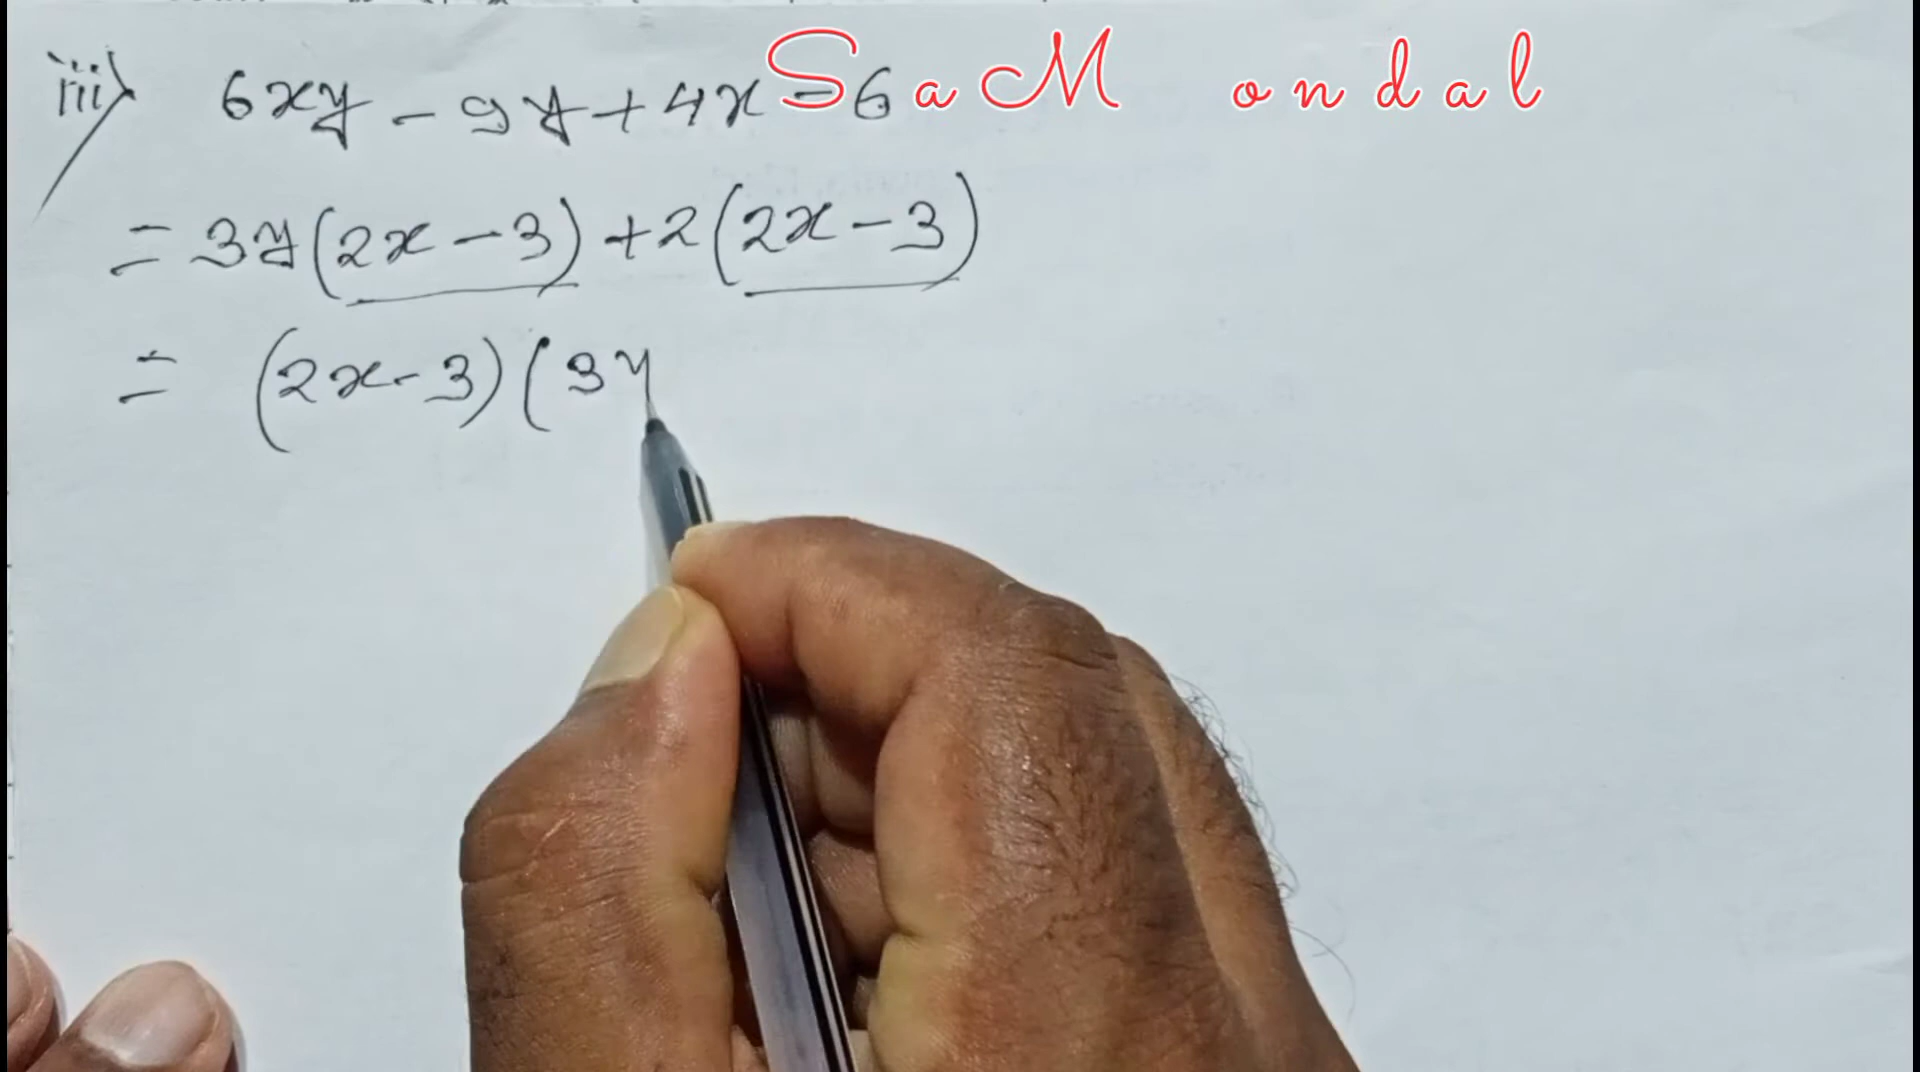 iii) 6xy - 9y + 4x - 6
SaM ondal
= 3y(2x - 3) + 2(2x - 3)
= (2x - 3)(3y